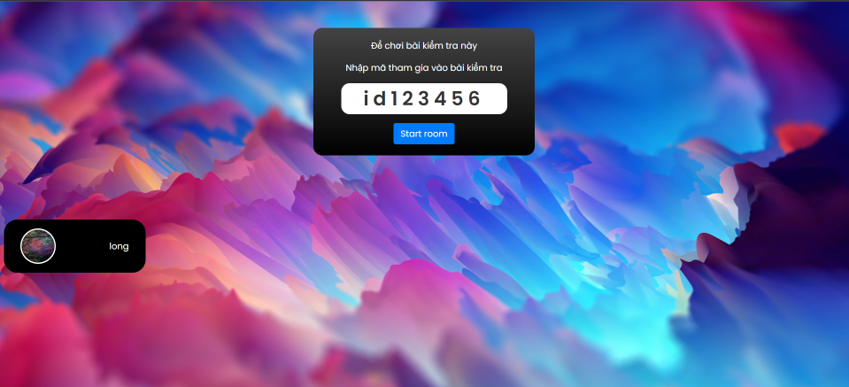 Để chơi bài kiểm tra này
Nhập mã tham gia vào bài kiểm tra
id123456
Start room
long